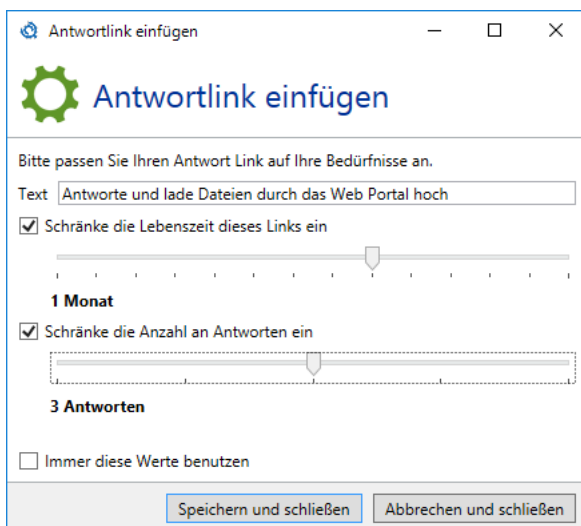 Antwortlink einfügen
Antwortlink einfügen
Bitte passen Sie Ihren Antwort Link auf Ihre Bedürfnisse an.
Text Antworte und lade Dateien durch das Web Portal hoch
Schränke die Lebenszeit dieses Links ein
1 Monat
Schränke die Anzahl an Antworten ein
3 Antworten
Immer diese Werte benutzen
Speichern und schließen Abbrechen und schließen